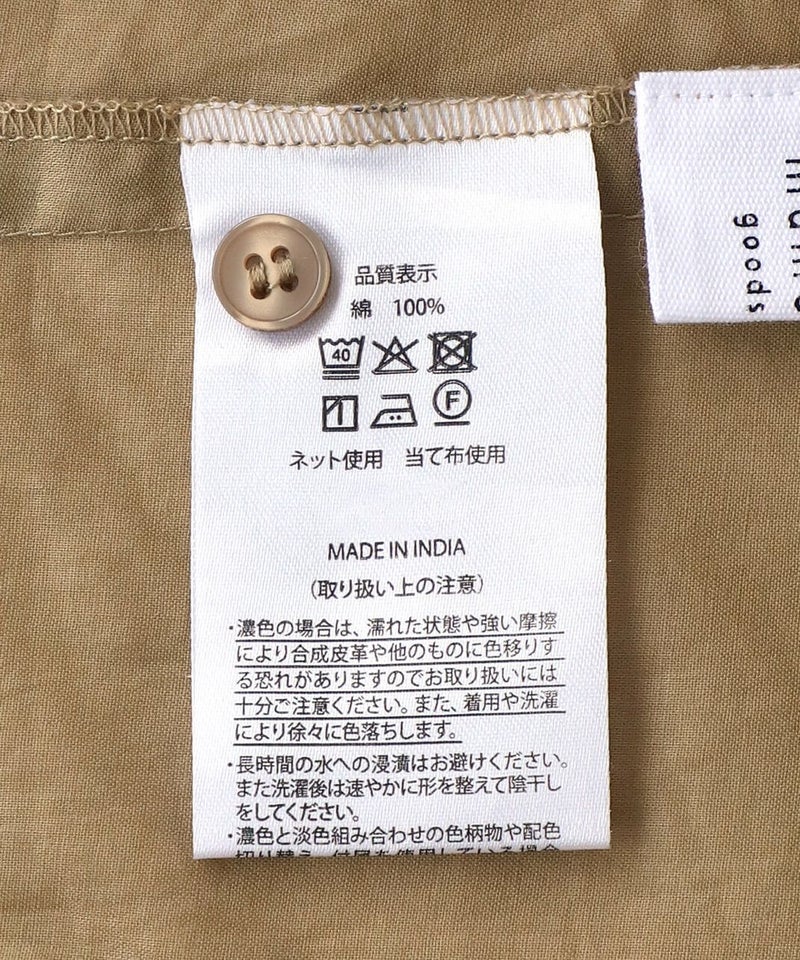 品質表示
綿 100%
40
F
ネット使用 当て布使用
MADE IN INDIA
(取り扱い上の注意)
・濃色の場合は、濡れた状態や強い摩擦
により合成皮革や他のものに色移りす
る恐れがありますのでお取り扱いには
十分ご注意ください。また、着用や洗濯
により徐々に色落ちします。
・長時間の水への浸漬はお避けください。
また洗濯後は速やかに形を整えて陰干し
をしてください。
・濃色と淡色組み合わせの色柄物や配色
goods